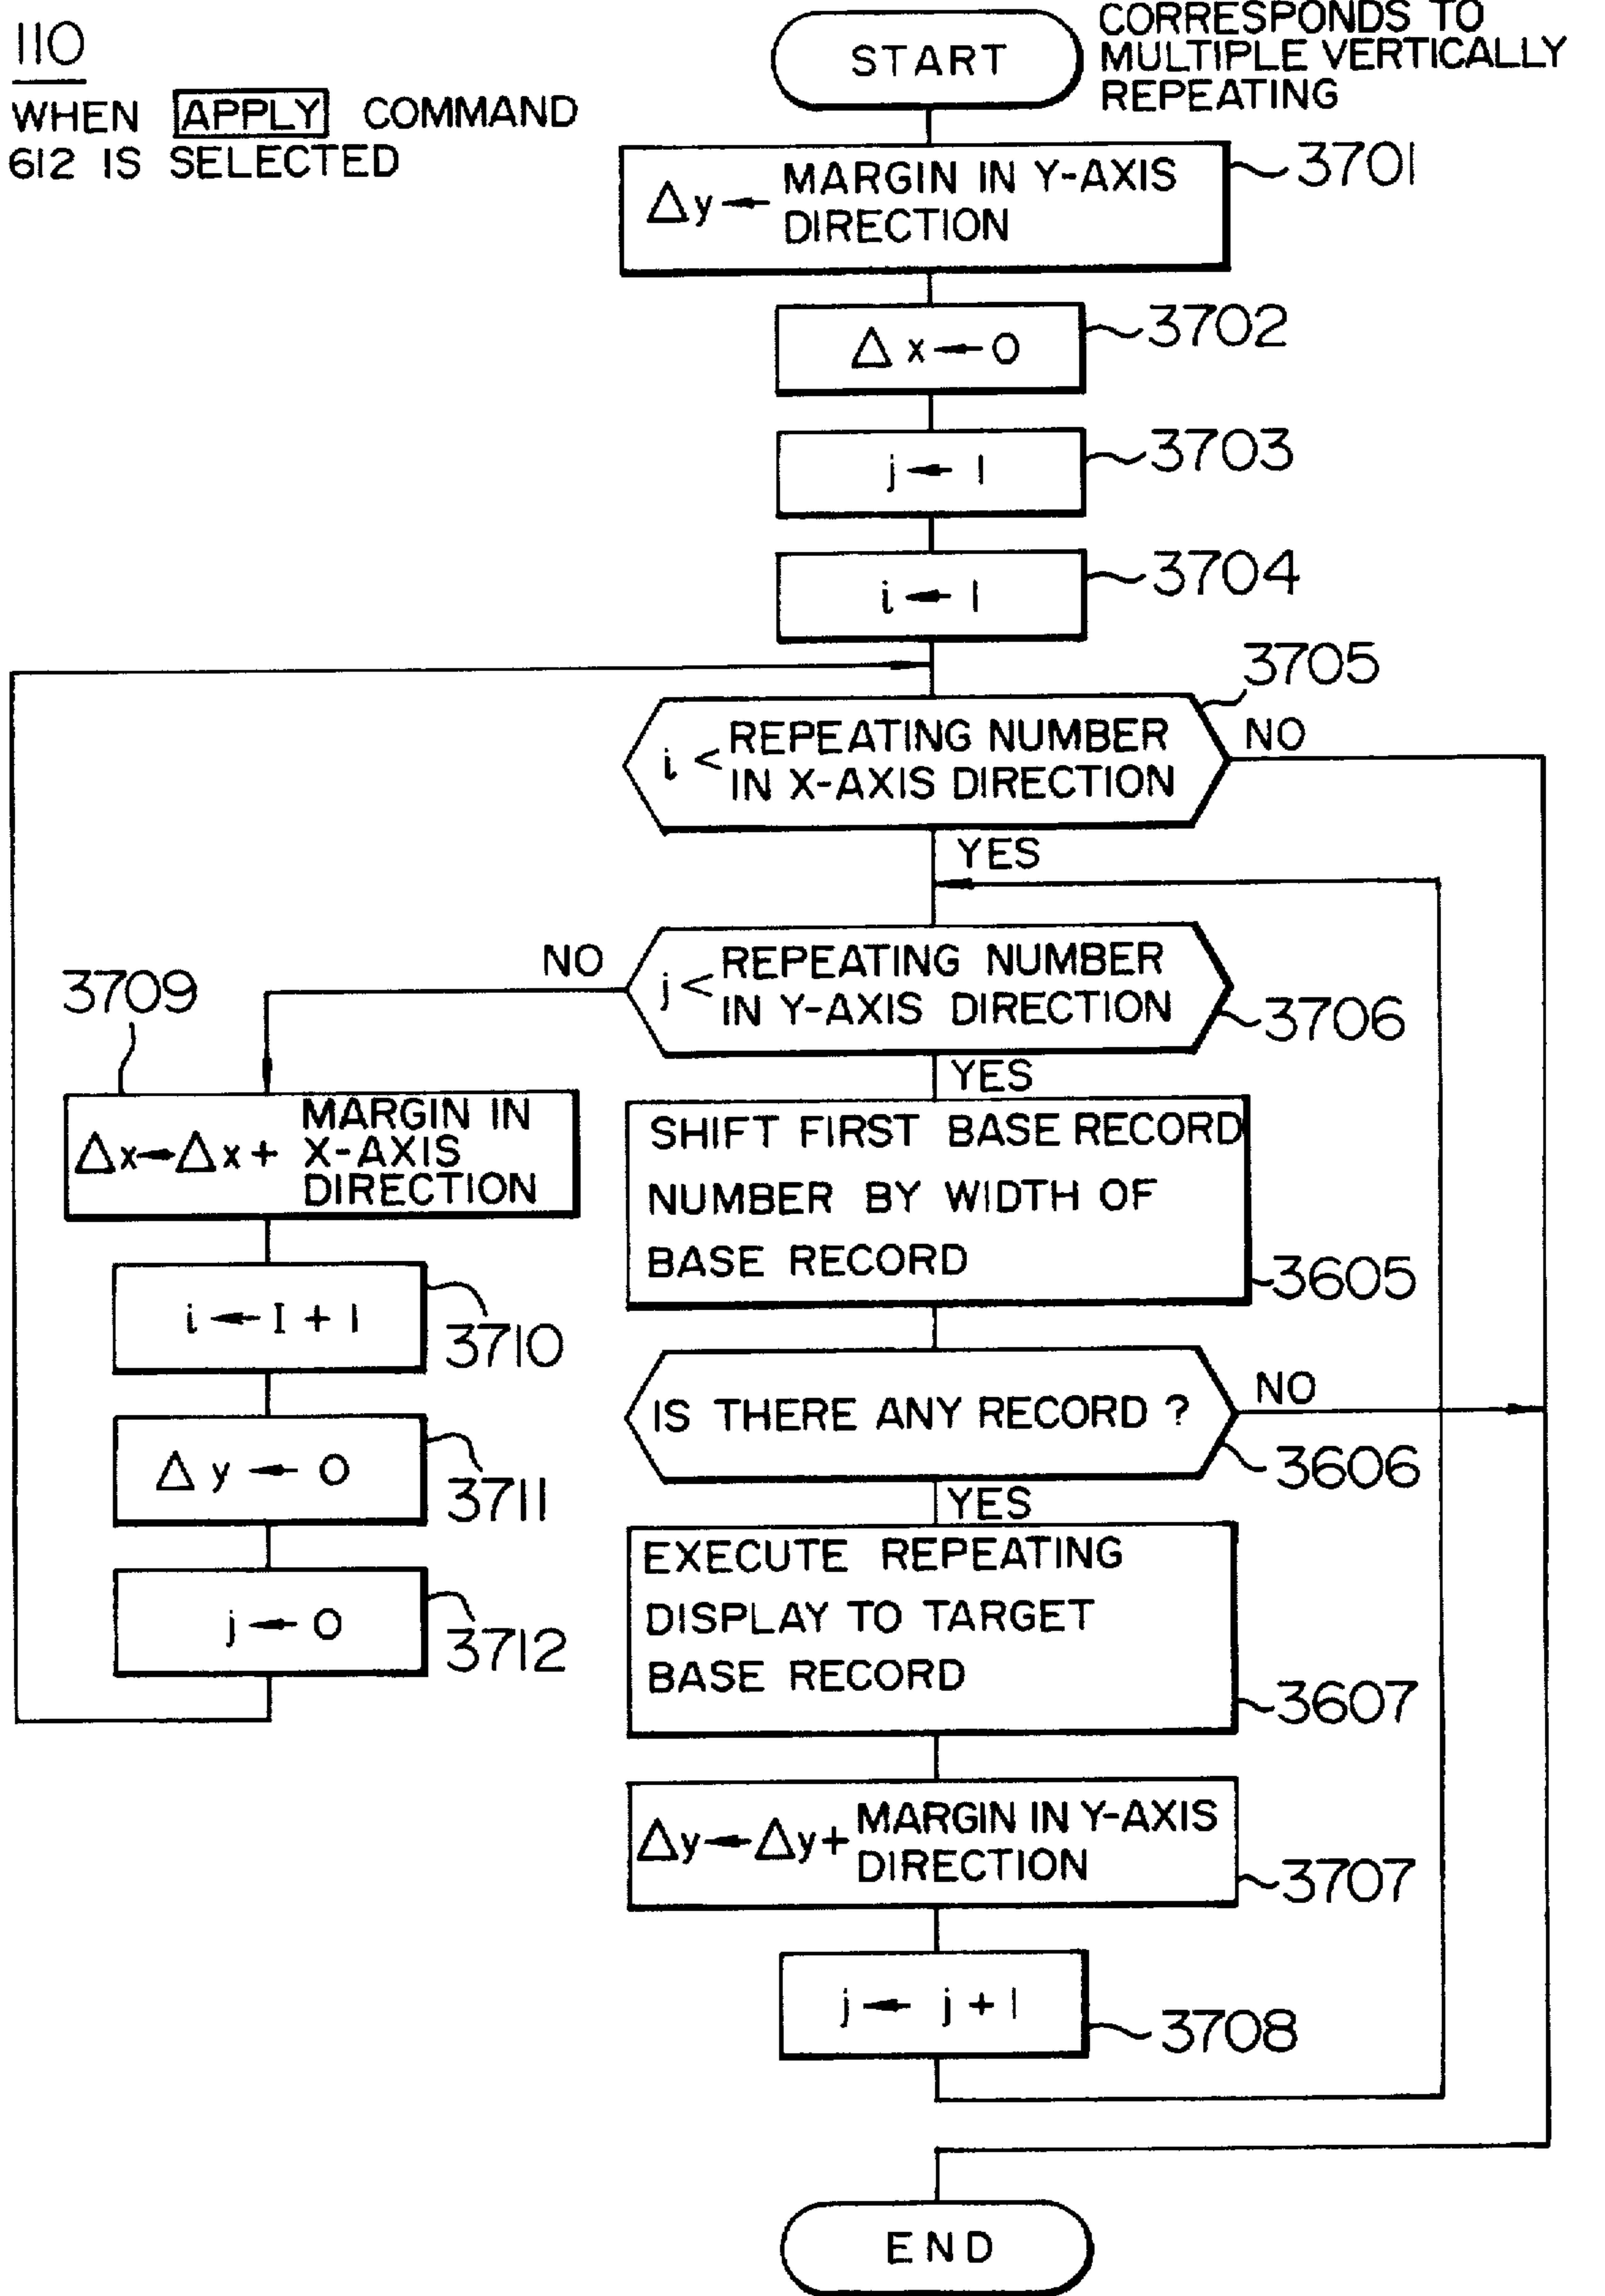 110
WHEN APPLY COMMAND
612 IS SELECTED
START
CORRESPONDS TO
MULTIPLE VERTICALLY
REPEATING
Δy ← MARGIN IN Y-AXIS
DIRECTION
3701
Δx ← 0
3702
j ← 1
3703
i ← 1
3704
3705
i < REPEATING NUMBER
IN X-AXIS DIRECTION
NO
YES
j < REPEATING NUMBER
IN Y-AXIS DIRECTION
NO
3706
YES
3709
Δx ← Δx + MARGIN IN
X-AXIS
DIRECTION
i ← I + 1
3710
Δy ← 0
3711
j ← 0
3712
SHIFT FIRST BASE RECORD
NUMBER BY WIDTH OF
BASE RECORD
3605
IS THERE ANY RECORD ?
NO
3606
YES
EXECUTE REPEATING
DISPLAY TO TARGET
BASE RECORD
3607
Δy ← Δy + MARGIN IN Y-AXIS
DIRECTION
3707
j ← j + 1
3708
END